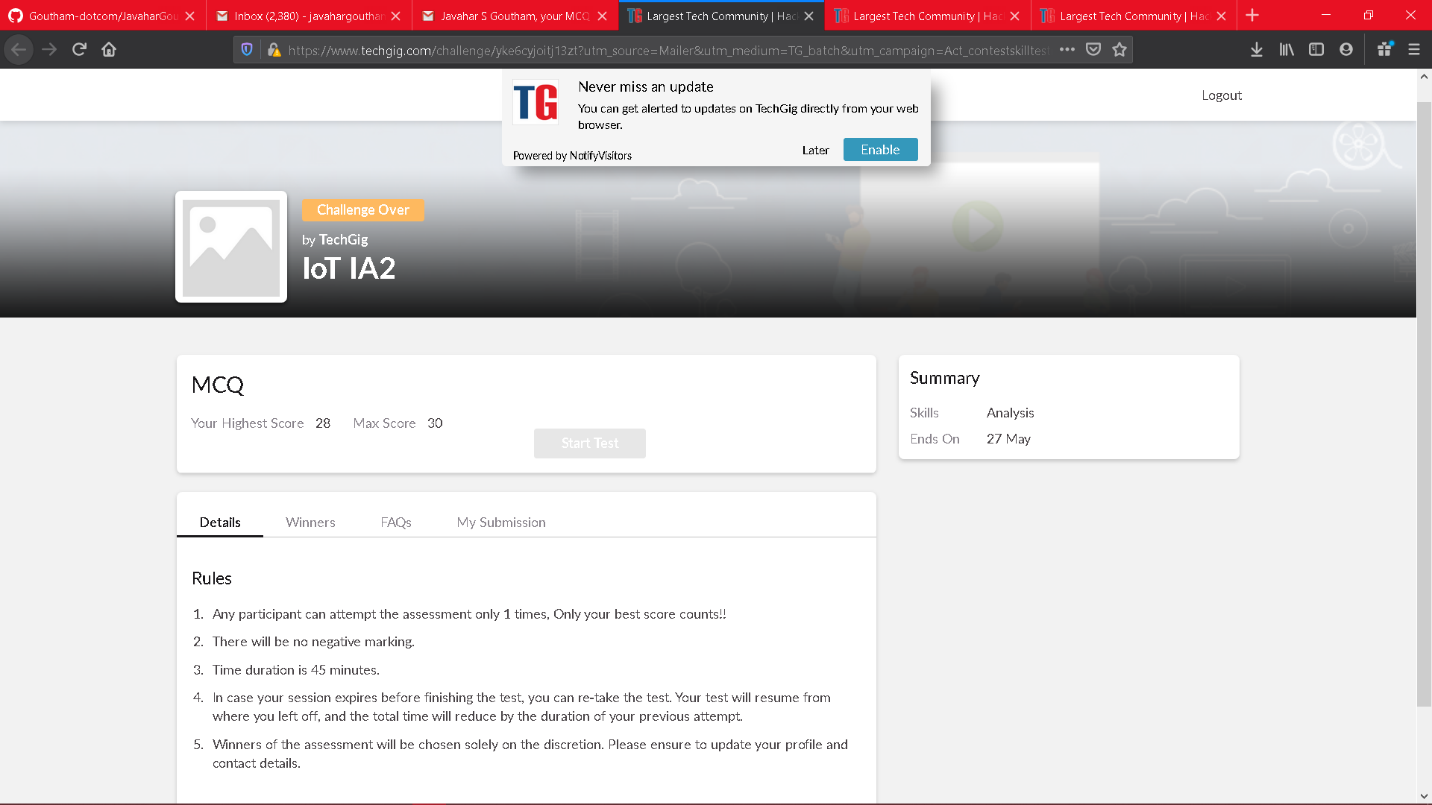 Goutham-dotcom/JavaharGou
Inbox (2,380) - javahargoutham
Javahar S Goutham, your MCQ
Largest Tech Community | Hac
Largest Tech Community | Hac
Largest Tech Community | Hac
https://www.techgig.com/challenge/yke6cyjoitj13zt?utm_source=Mailer&utm_medium=TG_batch&utm_campaign=Act_contestskilltest
TG
Never miss an update
You can get alerted to updates on TechGig directly from your web
browser.
Powered by NotifyVisitors
Later
Enable
Logout
Challenge Over
by TechGig
IoT IA2
MCQ
Your Highest Score 28 Max Score 30
Start Test
Summary
Skills Analysis
Ends On 27 May
Details Winners FAQs My Submission
Rules
1. Any participant can attempt the assessment only 1 times, Only your best score counts!!
2. There will be no negative marking.
3. Time duration is 45 minutes.
4. In case your session expires before finishing the test, you can re-take the test. Your test will resume from
where you left off, and the total time will reduce by the duration of your previous attempt.
5. Winners of the assessment will be chosen solely on the discretion. Please ensure to update your profile and
contact details.